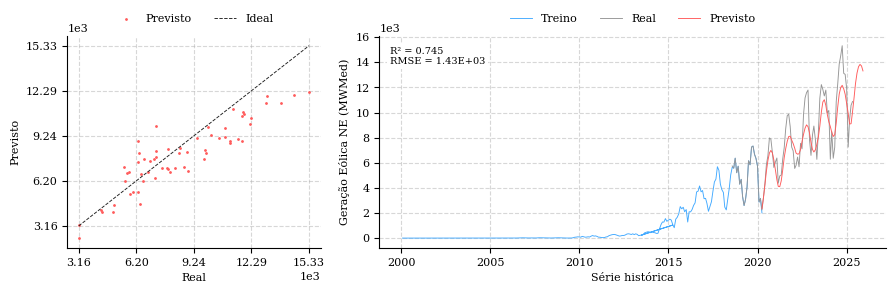 Previsto
Ideal
1e3
15.33
12.29
9.24
6.20
3.16
Previsto
3.16
6.20
9.24
12.29
15.33
1e3
Real
Treino
Real
Previsto
1e3
R² = 0.745
RMSE = 1.43E+03
16
14
12
10
8
6
4
2
0
Geração Eólica NE (MWMed)
2000
2005
2010
2015
2020
2025
Série histórica